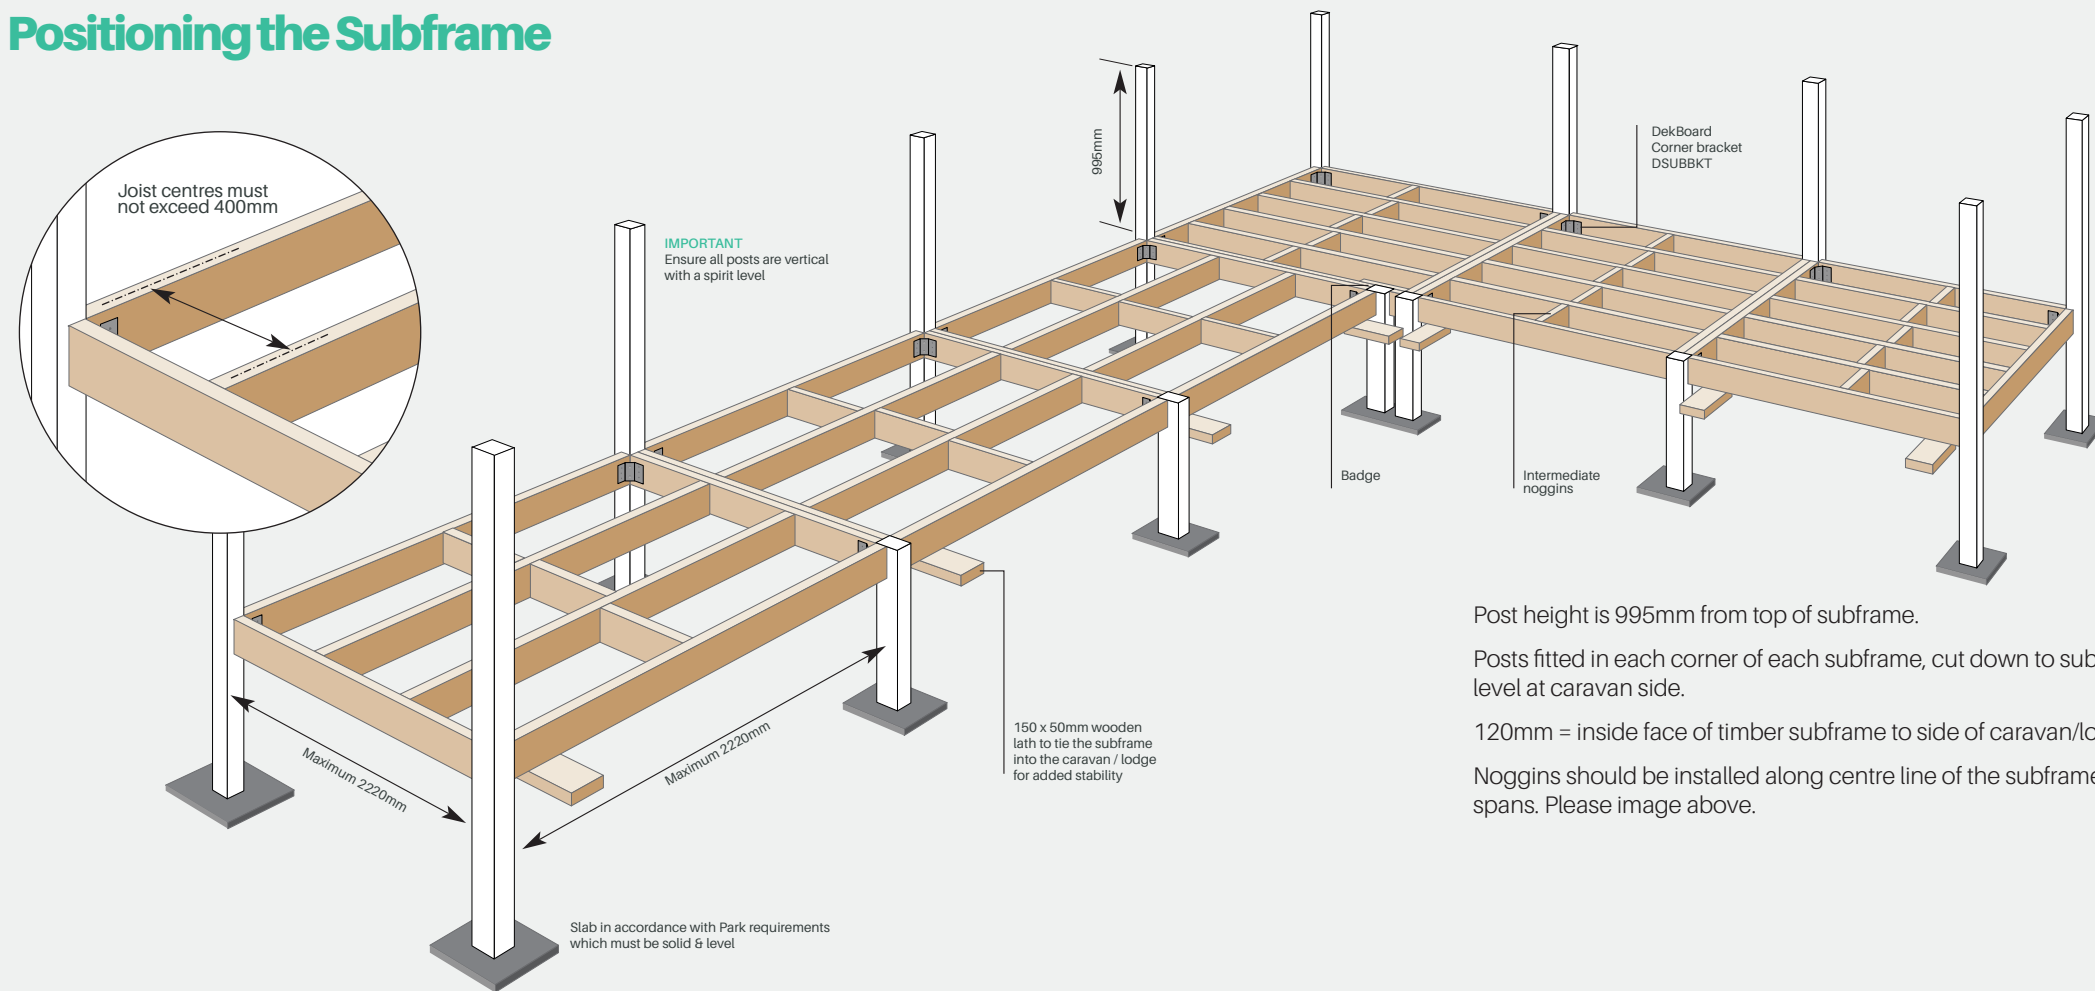 Positioning the Subframe
Joist centres must
not exceed 400mm
IMPORTANT
Ensure all posts are vertical
with a spirit level
995mm
DekBoard
Corner bracket
DSUBBKT
Badge
Intermediate
noggins
Maximum 2220mm
Maximum 2220mm
150 x 50mm wooden
lath to tie the subframe
into the caravan / lodge
for added stability
Slab in accordance with Park requirements
which must be solid & level
Post height is 995mm from top of subframe.
Posts fitted in each corner of each subframe, cut down to sub
level at caravan side.
120mm = inside face of timber subframe to side of caravan/lo
Noggins should be installed along centre line of the subframe
spans. Please image above.